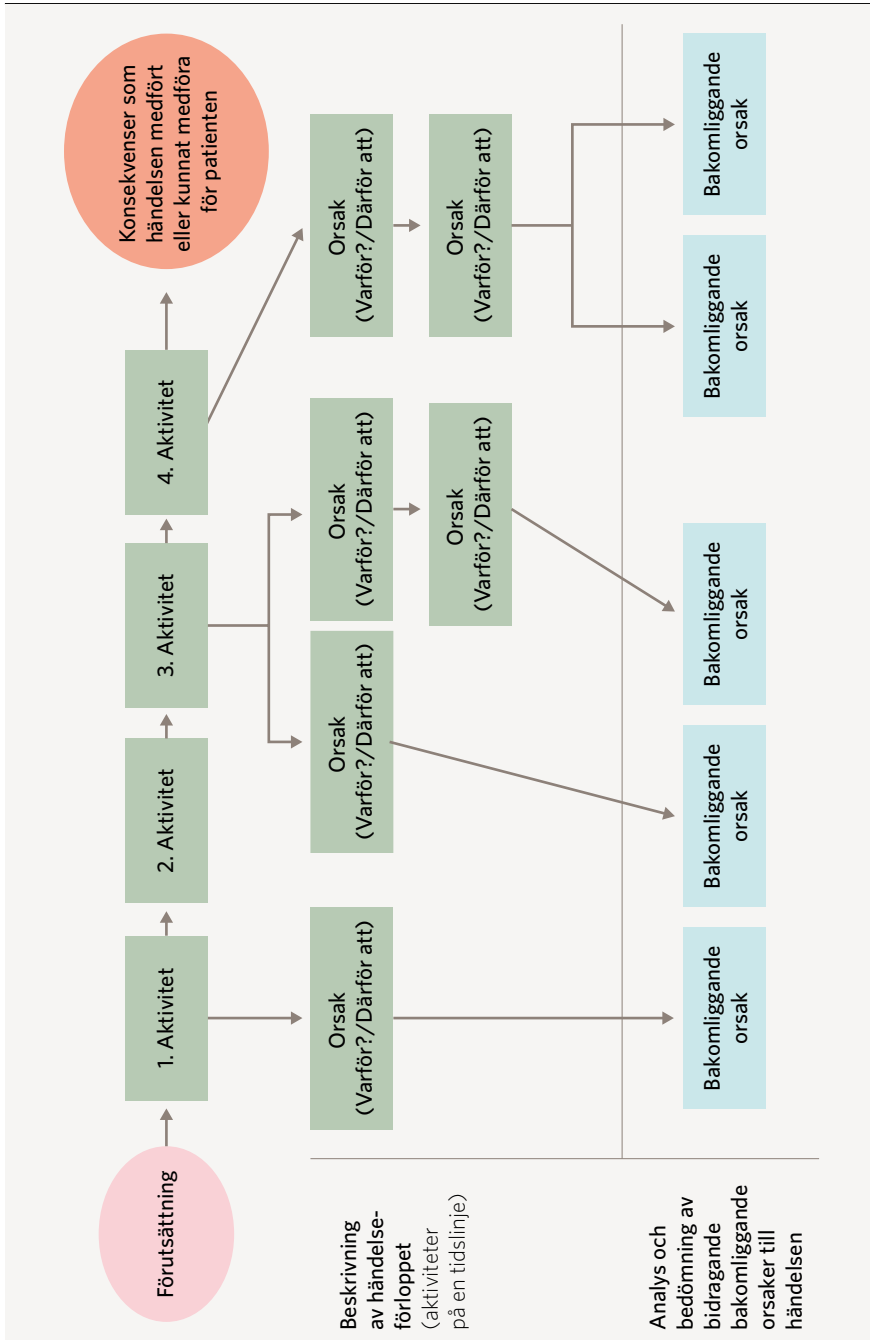 Förutsättning
1. Aktivitet
2. Aktivitet
3. Aktivitet
4. Aktivitet
Konsekvenser som
händelsen medfört
eller kunnat medföra
för patienten
Beskrivning
av händelse-
förloppet
(aktiviteter
på en tidslinje)
Orsak
(Varför?/Därför att)
Orsak
(Varför?/Därför att)
Orsak
(Varför?/Därför att)
Orsak
(Varför?/Därför att)
Orsak
(Varför?/Därför att)
Orsak
(Varför?/Därför att)
Analys och
bedömning av
bidragande
bakomliggande
orsaker till
händelsen
Bakomliggande
orsak
Bakomliggande
orsak
Bakomliggande
orsak
Bakomliggande
orsak
Bakomliggande
orsak